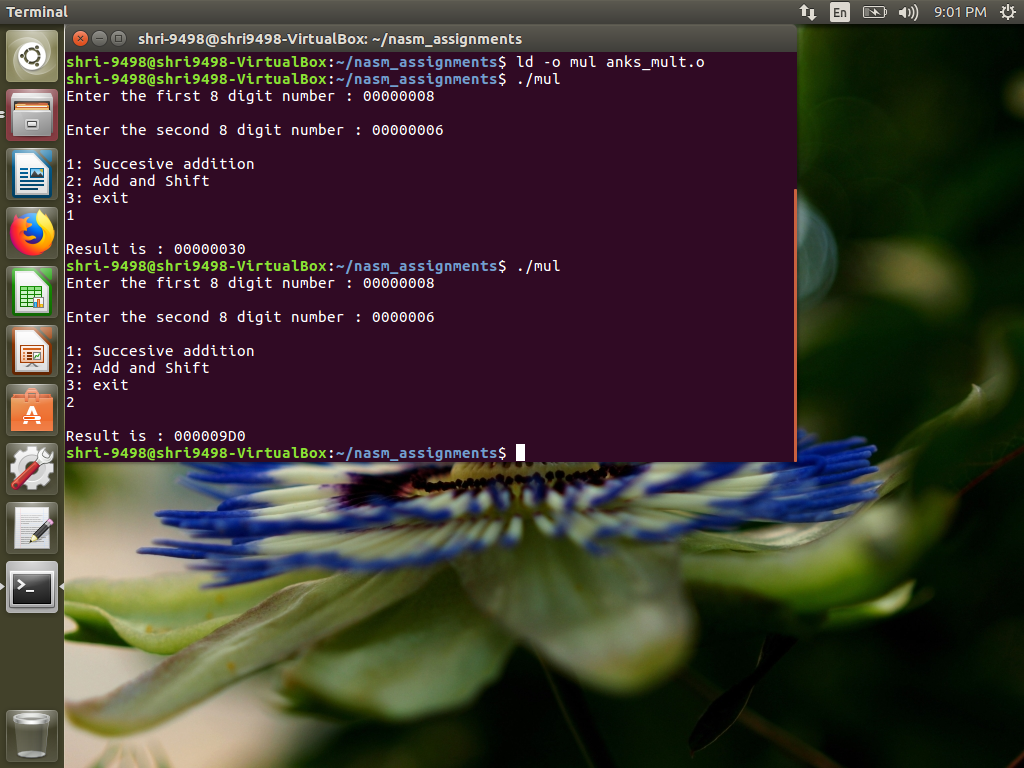 Terminal
En
9:01 PM
shri-9498@shri9498-VirtualBox: ~/nasm_assignments
shri-9498@shri9498-VirtualBox:~/nasm_assignments$ ld -o mul anks_mult.o
shri-9498@shri9498-VirtualBox:~/nasm_assignments$ ./mul
Enter the first 8 digit number : 00000008
Enter the second 8 digit number : 00000006
1: Succesive addition
2: Add and Shift
3: exit
1
Result is : 00000030
shri-9498@shri9498-VirtualBox:~/nasm_assignments$ ./mul
Enter the first 8 digit number : 00000008
Enter the second 8 digit number : 0000006
1: Succesive addition
2: Add and Shift
3: exit
2
Result is : 000009D0
shri-9498@shri9498-VirtualBox:~/nasm_assignments$